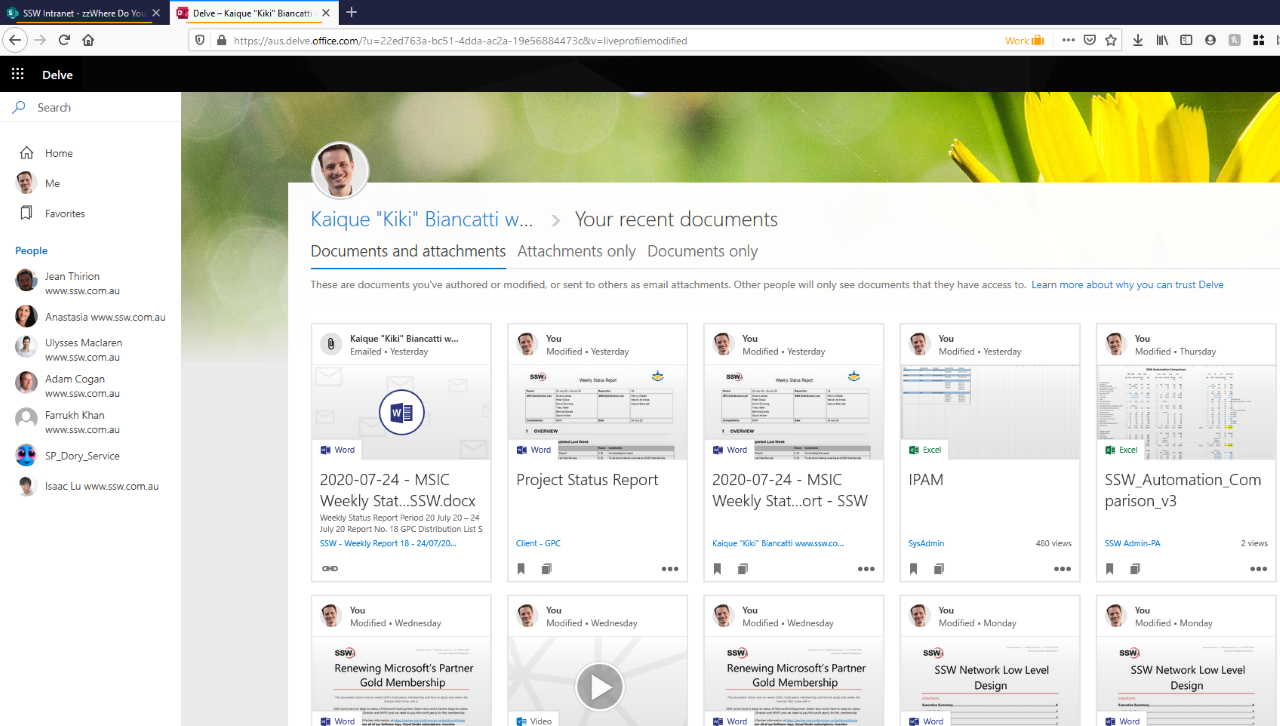 SSW Intranet - zzWhere Do You
Delve – Kaique "Kiki" Biancatti
https://aus.delve.office.com/?u=22ed763a-bc51-4dda-ac2a-19e56884473c&v=liveprofilemodified
Work
Delve
Search
Home
Me
Favorites
People
Jean Thirion
www.ssw.com.au
Anastasia www.ssw.com.au
Ulysses Maclaren
www.ssw.com.au
Adam Cogan
www.ssw.com.au
Farrukh Khan
www.ssw.com.au
SP_Dory_Service
Isaac Lu www.ssw.com.au
Kaique "Kiki" Biancatti w... > Your recent documents
Documents and attachments Attachments only Documents only
These are documents you've authored or modified, or sent to others as email attachments. Other people will only see documents that they have access to. Learn more about why you can trust Delve
Kaique "Kiki" Biancatti w...
Emailed • Yesterday
Word
2020-07-24 - MSIC
Weekly Stat...SSW.docx
Weekly Status Report Period 20 July 20 – 24
July 20 Report No. 18 GPC Distribution List S
SSW - Weekly Report 18 - 24/07/20...
You
Modified • Yesterday
SSW
Weekly Status Report
1 OVERVIEW
Word
Project Status Report
Client - GPC
You
Modified • Yesterday
SSW
Weekly Status Report
1 OVERVIEW
Word
2020-07-24 - MSIC
Weekly Stat...ort - SSW
Kaique "Kiki" Biancatti www.ssw.co...
You
Modified • Yesterday
Excel
IPAM
SysAdmin
480 views
You
Modified • Thursday
SSW Automation Comparison
Excel
SSW_Automation_Com
parison_v3
SSW Admin-PA
2 views
You
Modified • Wednesday
SSW
Renewing Microsoft's Partner
Gold Membership
Word
You
Modified • Wednesday
Video
You
Modified • Wednesday
SSW
Renewing Microsoft's Partner
Gold Membership
Word
You
Modified • Monday
SSW
SSW Network Low Level
Design
Executive Summary
Word
You
Modified • Monday
SSW
SSW Network Low Level
Design
Executive Summary
Word